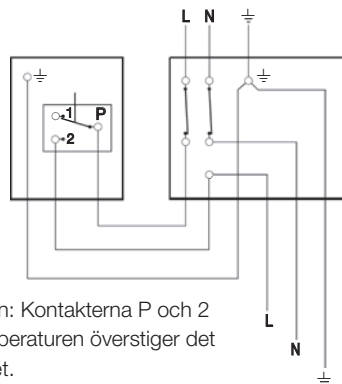 L N
1 P
2
n: Kontakterna P och 2
peraturen överstiger det
et.
L
N